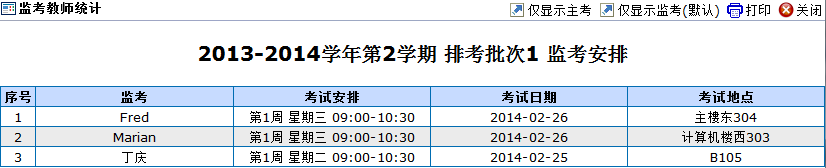 监考教师统计 仅显示主考 仅显示监考(默认) 打印 关闭
2013-2014学年第2学期 排考批次1 监考安排
序号 监考 考试安排 考试日期 考试地点
1 Fred 第1周 星期三 09:00-10:30 2014-02-26 主樓东304
2 Marian 第1周 星期三 09:00-10:30 2014-02-26 计算机楼西303
3 丁庆 第1周 星期二 09:00-10:30 2014-02-25 B105